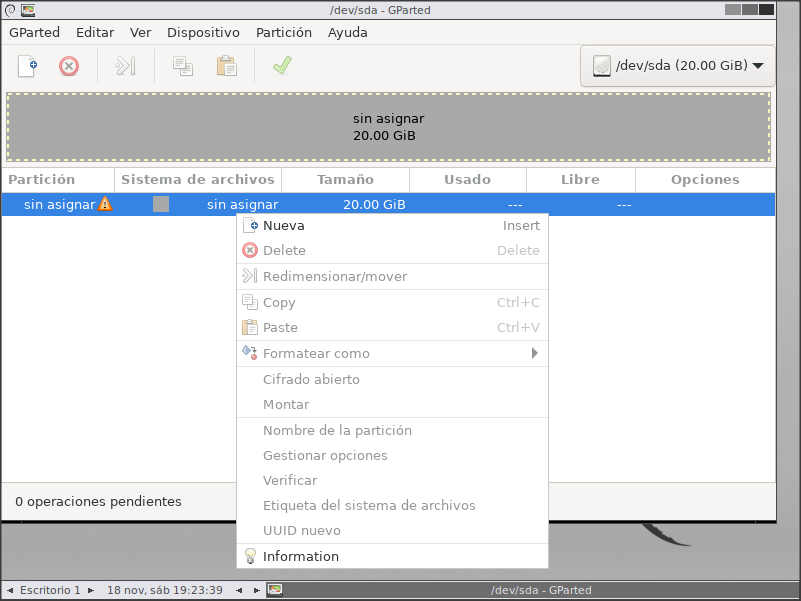 /dev/sda - GParted
GParted Editar Ver Dispositivo Partición Ayuda
/dev/sda (20.00 GiB)
sin asignar
20.00 GiB
Partición Sistema de archivos Tamaño Usado Libre Opciones
sin asignar sin asignar 20.00 GiB --- ---
Nueva Insert
Delete Delete
Redimensionar/mover
Copy Ctrl+C
Paste Ctrl+V
Formatear como
Cifrado abierto
Montar
Nombre de la partición
Gestionar opciones
Verificar
Etiqueta del sistema de archivos
UUID nuevo
Information
0 operaciones pendientes
Escritorio 1 18 nov, sáb 19:23:39 /dev/sda - GParted